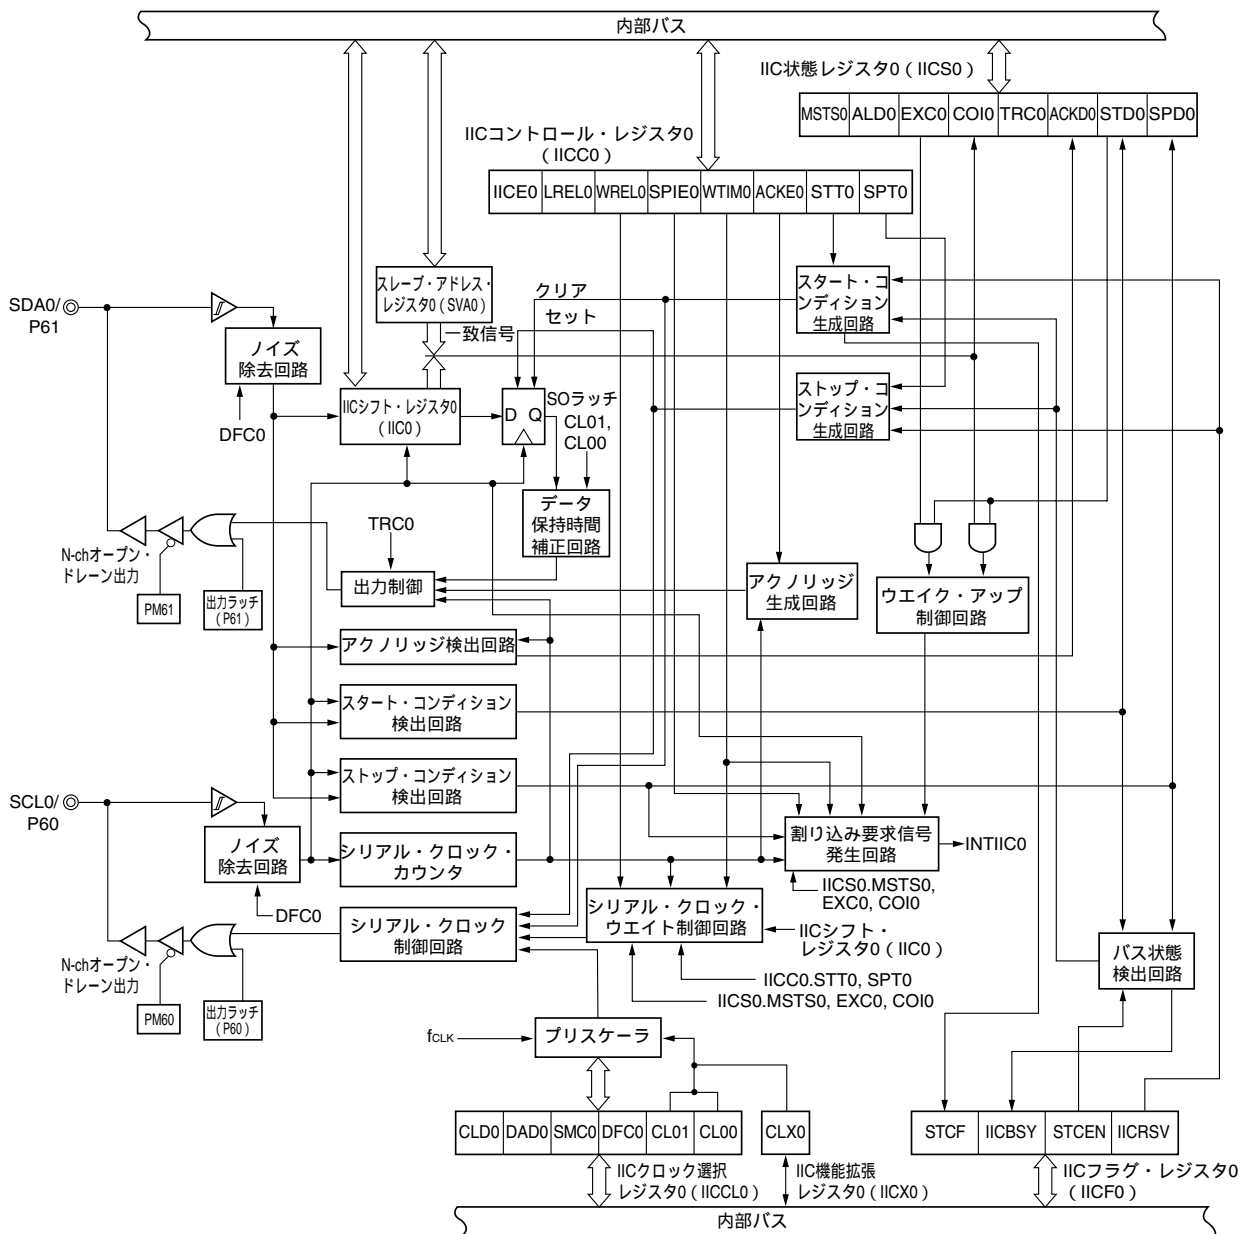 内部バス
IIC状態レジスタ0（IICS0）
MSTS0 ALD0 EXC0 COI0 TRC0 ACKD0 STD0 SPD0
IICコントロール・レジスタ0
（IICC0）
IICE0 LREL0 WREL0 SPIE0 WTIM0 ACKE0 STT0 SPT0
スレーブ・アドレス・
レジスタ0（SVA0）
クリア
セット
スタート・コ
ンディション
生成回路
SDA0/
P61
ノイズ
除去回路
一致信号
DFC0
IICシフト・レジスタ0
（IIC0）
D Q
SOラッチ
CL01,
CL00
ストップ・コ
ンディション
生成回路
データ
保持時間
補正回路
TRC0
N-chオープン・
ドレーン出力
PM61
出力ラッチ
（P61）
出力制御
アクノリッジ
生成回路
ウエイク・アップ
制御回路
アクノリッジ検出回路
スタート・コンディション
検出回路
ストップ・コンディション
検出回路
SCL0/
P60
ノイズ
除去回路
シリアル・クロック・
カウンタ
割り込み要求信号
発生回路
INTIIC0
IICS0.MSTS0,
EXC0, COI0
DFC0
シリアル・クロック
制御回路
シリアル・クロック・
ウエイト制御回路
IICシフト・
レジスタ0（IIC0）
バス状態
検出回路
N-chオープン・
ドレーン出力
PM60
出力ラッチ
（P60）
IICC0.STT0, SPT0
IICS0.MSTS0, EXC0, COI0
fCLK
プリスケーラ
CLD0 DAD0 SMC0 DFC0 CL01 CL00
CLX0
STCF IICBSY STCEN IICRSV
IICクロック選択
レジスタ0（IICCL0）
IIC機能拡張
レジスタ0（IICX0）
IICフラグ・レジスタ0
（IICF0）
内部バス